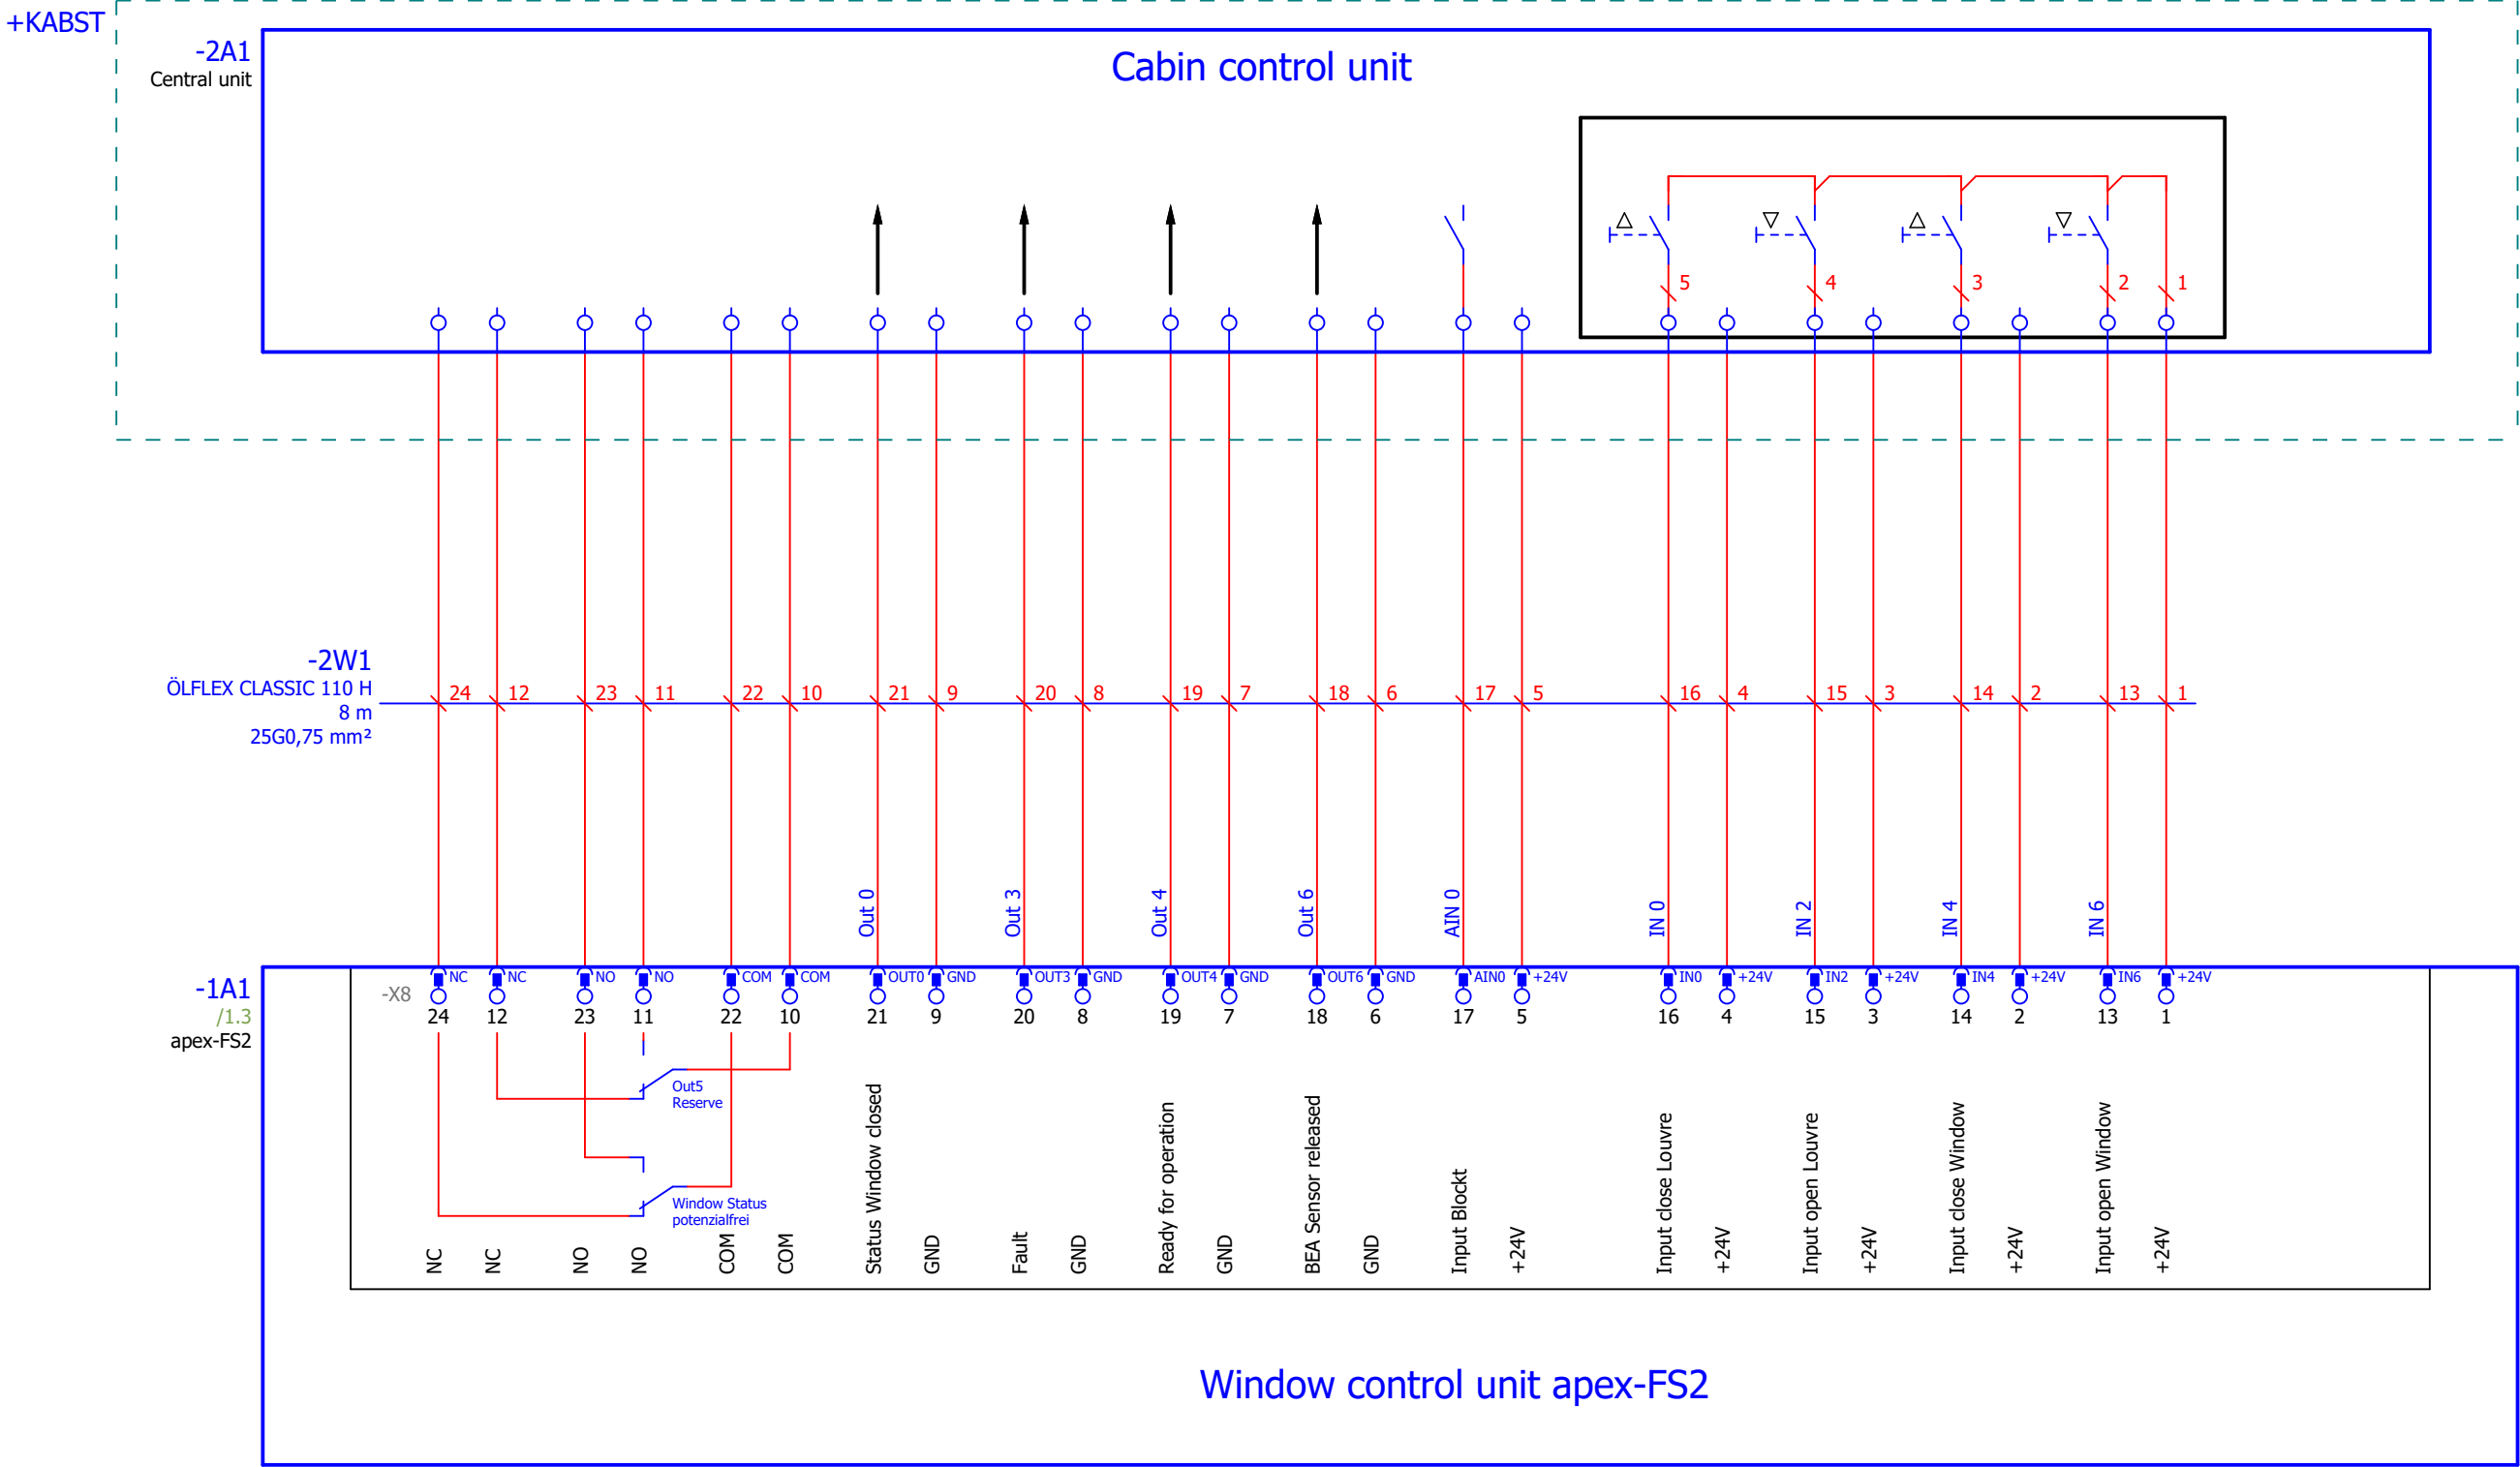 +KABST
-2A1
Central unit
Cabin control unit
5 4 3 2 1
-2W1
ÖLFLEX CLASSIC 110 H
8 m
25G0,75 mm²
24 12 23 11 22 10 21 9 20 8 19 7 18 6 17 5 16 4 15 3 14 2 13 1
Out 0 Out 3 Out 4 Out 6 AIN 0 IN 0 IN 2 IN 4 IN 6
-1A1
/1.3
apex-FS2
-X8
NC NC NO NO COM COM OUT0 GND OUT3 GND OUT4 GND OUT6 GND AIN0 +24V IN0 +24V IN2 +24V IN4 +24V IN6 +24V
24 12 23 11 22 10 21 9 20 8 19 7 18 6 17 5 16 4 15 3 14 2 13 1
Out5
Reserve
Window Status
potenzialfrei
NC
NC
NO
NO
COM
COM
Status Window closed
GND
Fault
GND
Ready for operation
GND
BEA Sensor released
GND
Input Blockt
+24V
Input close Louvre
+24V
Input open Louvre
+24V
Input close Window
+24V
Input open Window
+24V
Window control unit apex-FS2